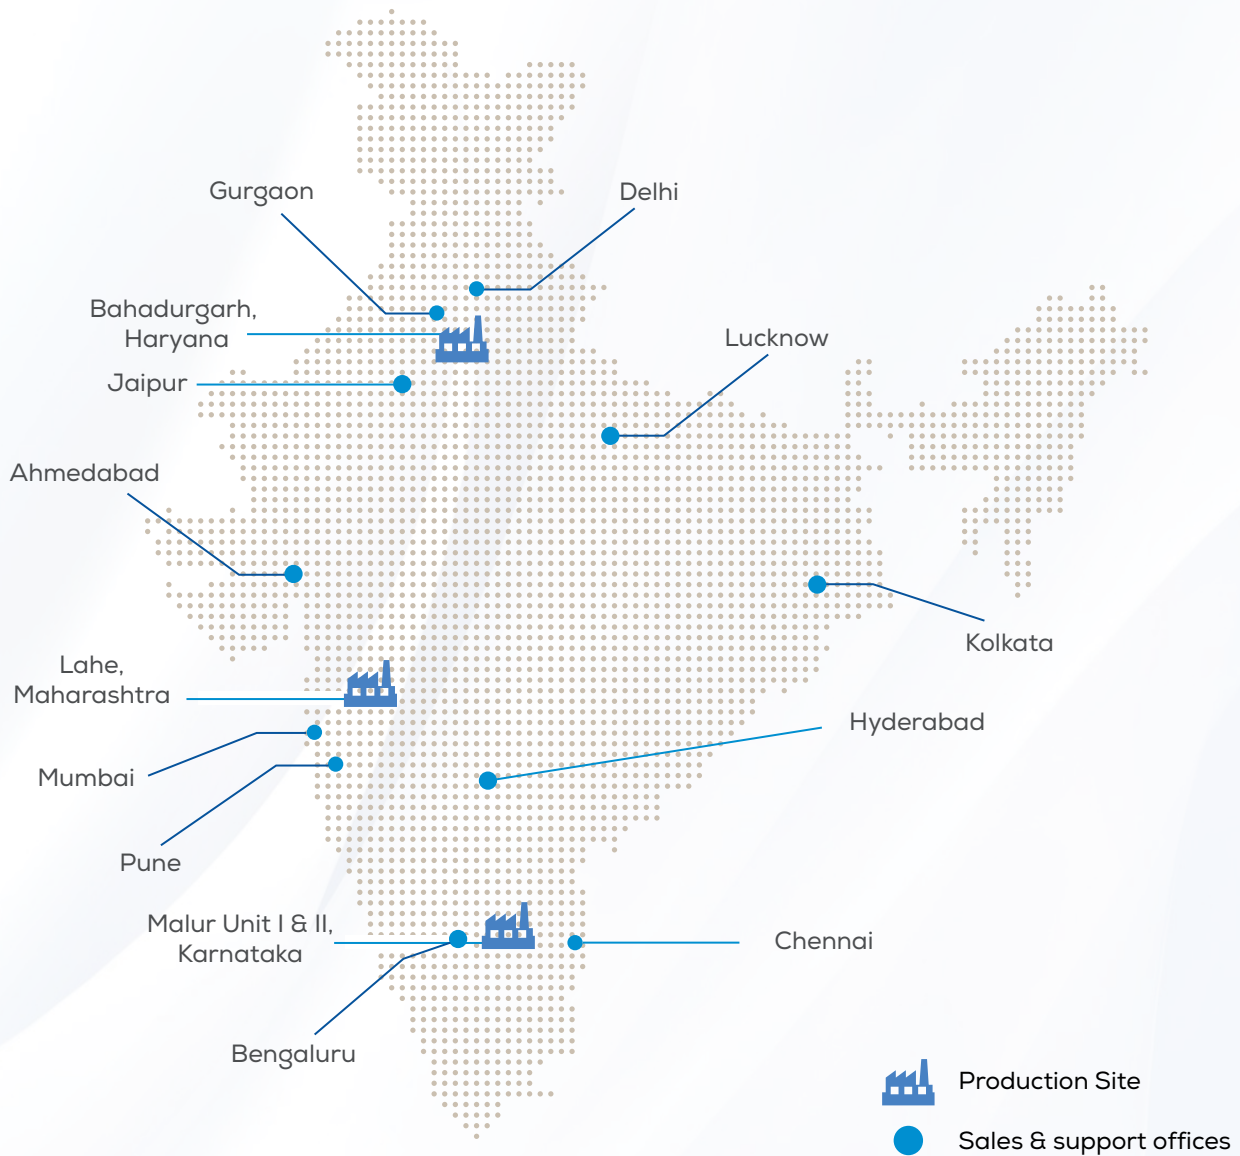 Gurgaon
Delhi
Bahadurgarh,
Haryana
Lucknow
Jaipur
Ahmedabad
Kolkata
Lahe,
Maharashtra
Hyderabad
Mumbai
Pune
Malur Unit I & II,
Karnataka
Chennai
Bengaluru
Production Site
Sales & support offices